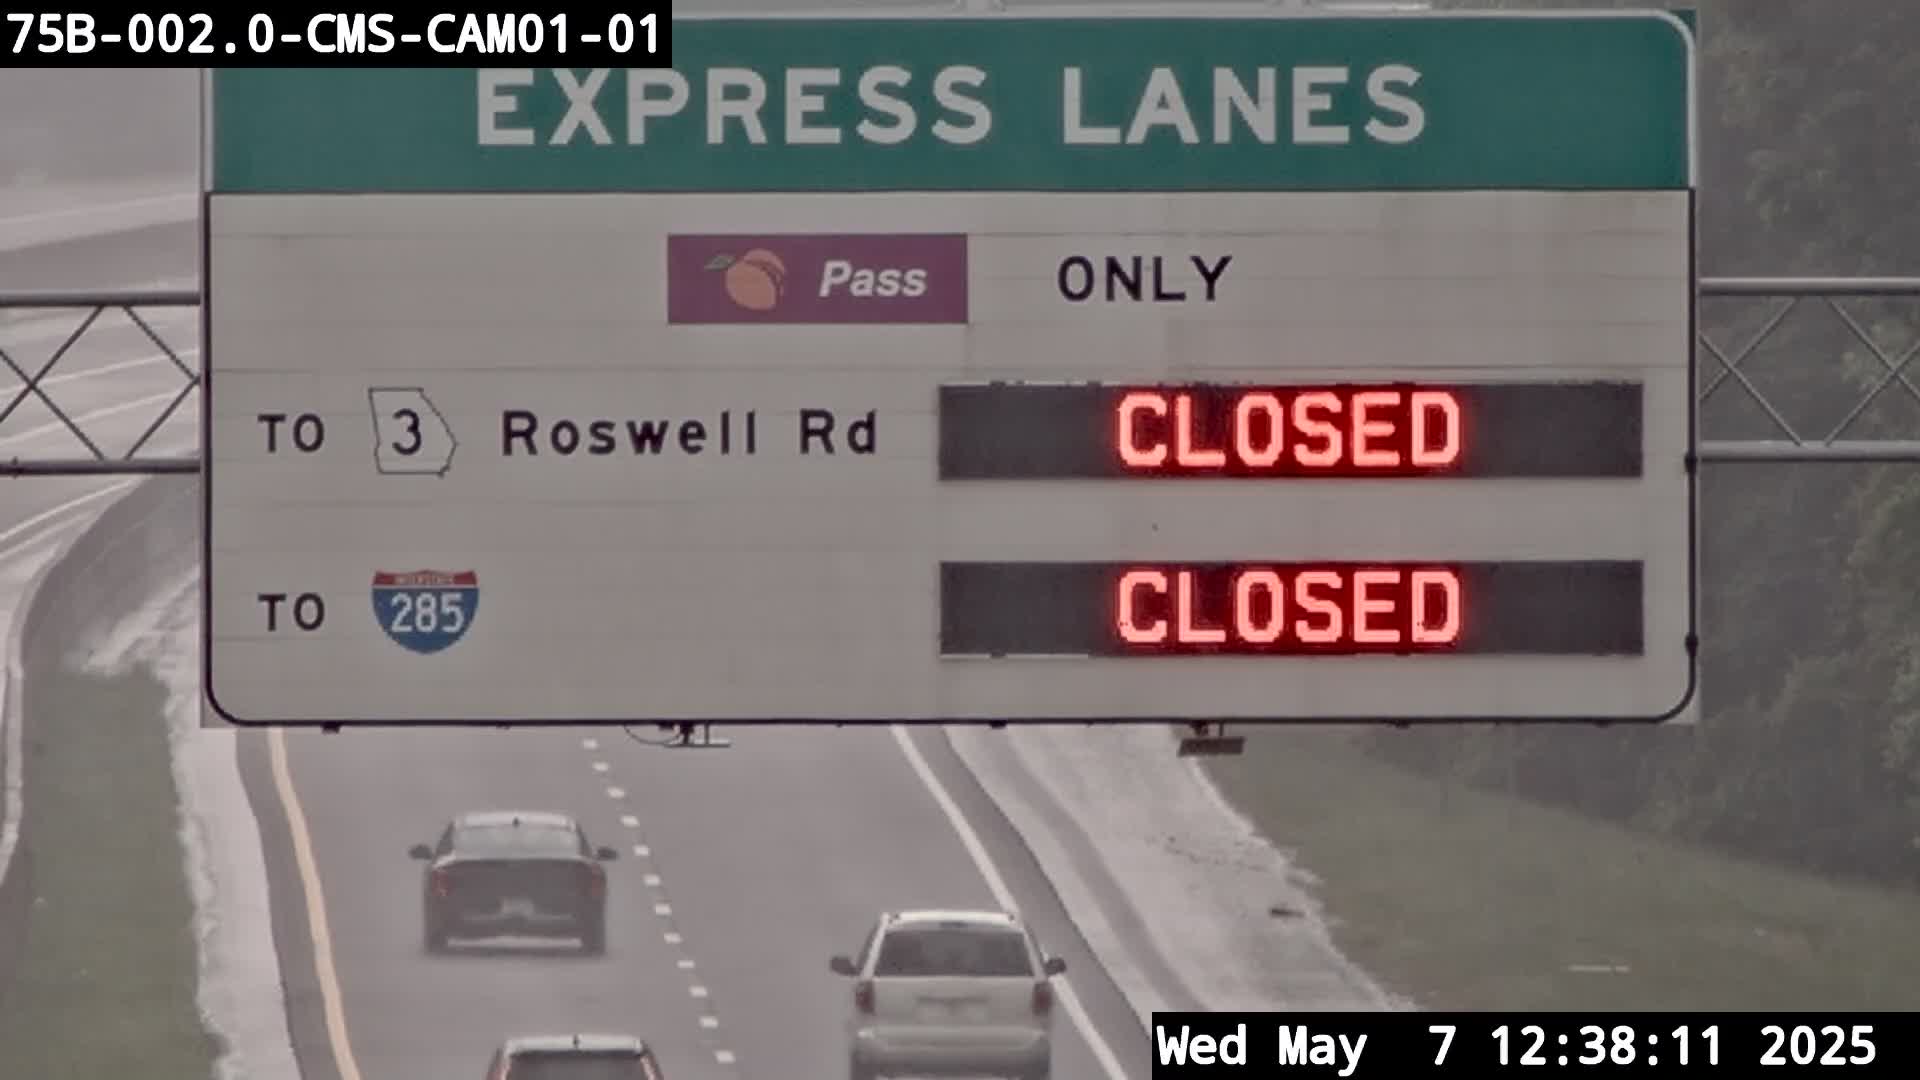 75B-002.0-CMS-CAM01-01
EXPRESS LANES
Pass ONLY
TO 3 Roswell Rd CLOSED
INTERSTATE
TO 285 CLOSED
Wed May 7 12:38:11 2025